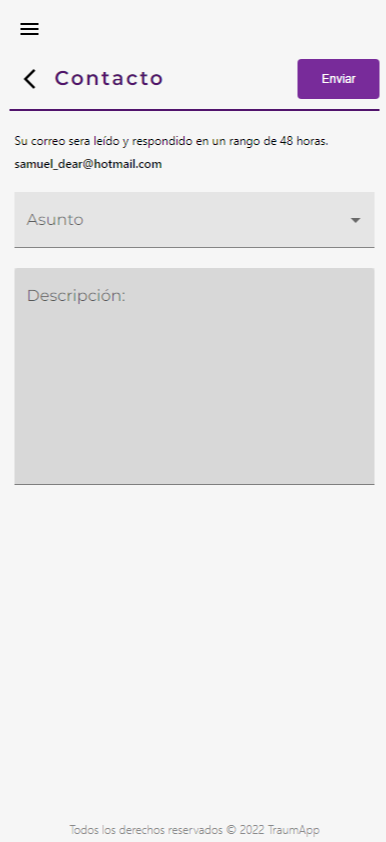 Contacto
Enviar
Su correo sera leído y respondido en un rango de 48 horas.
samuel_dear@hotmail.com
Asunto
Descripción:
Todos los derechos reservados © 2022 TraumApp